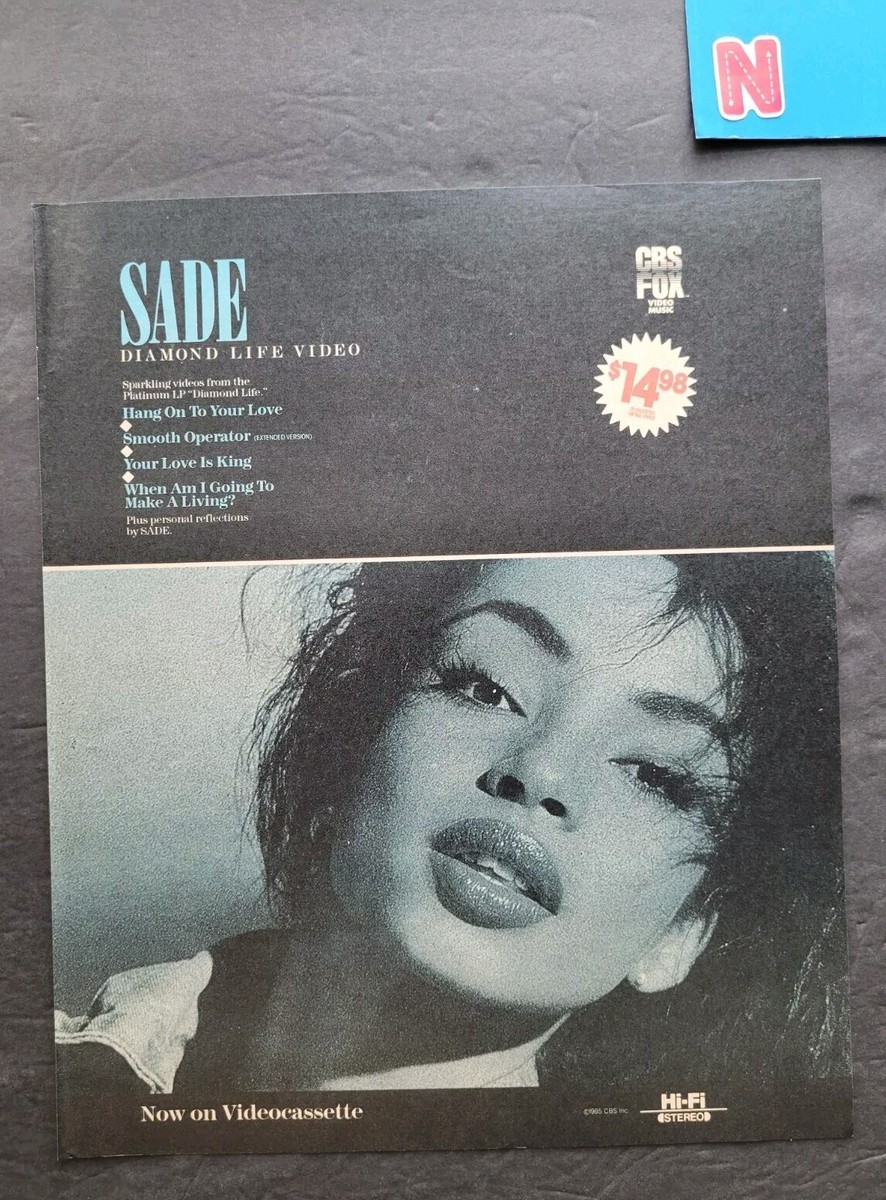 N
SADE
DIAMOND LIFE VIDEO
Sparkling videos from the
Platinum LP "Diamond Life."
Hang On To Your Love
Smooth Operator (EXTENDED VERSION)
Your Love Is King
When Am I Going To
Make A Living?
Plus personal reflections
by SADE.
CBS
FOX
VIDEO
MUSIC
$14.98
Now on Videocassette
©1985 CBS Inc.
Hi-Fi
STEREO